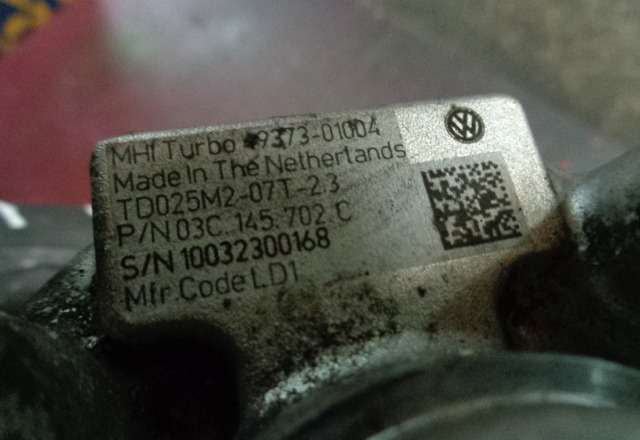 MHI Turbo 49373-01004
Made In The Netherlands
TD025M2-07T-2.3
P/N 03C.145.702.C
S/N 10032300168
Mfr.Code LD1